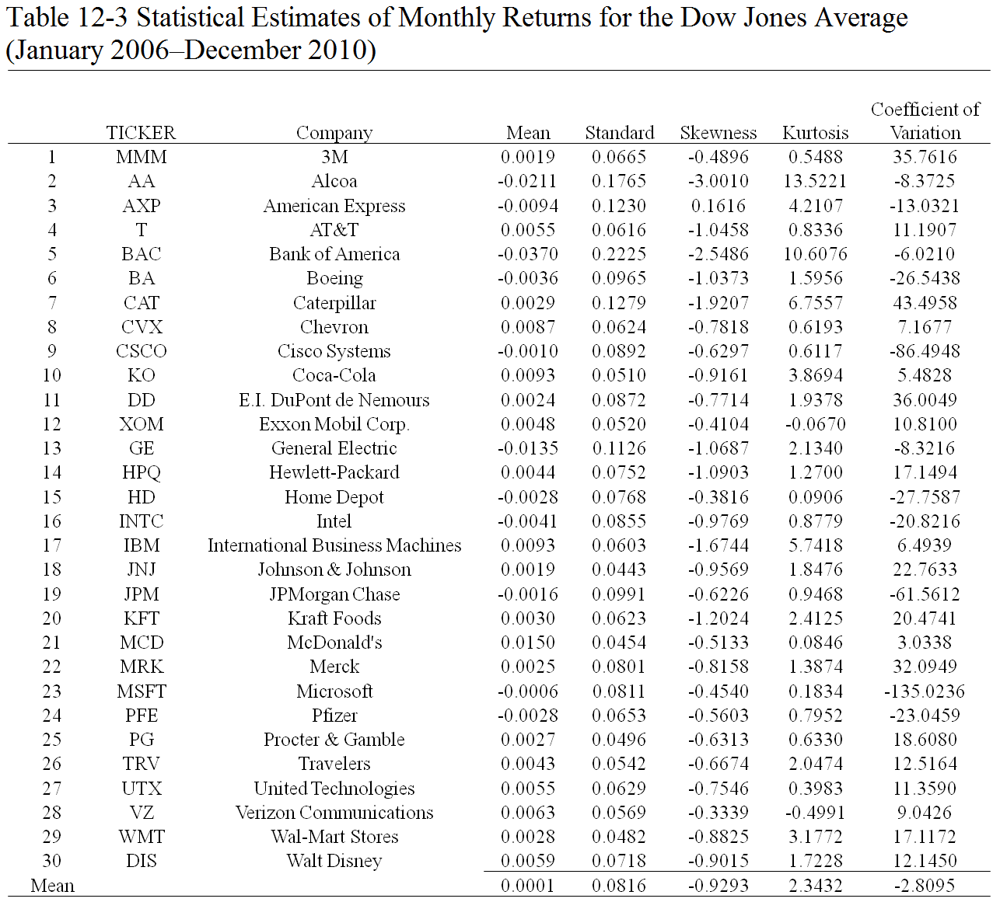 Table 12-3 Statistical Estimates of Monthly Returns for the Dow Jones Average
(January 2006–December 2010)
Coefficient of
TICKER Company Mean Standard Skewness Kurtosis Variation
1 MMM 3M 0.0019 0.0665 -0.4896 0.5488 35.7616
2 AA Alcoa -0.0211 0.1765 -3.0010 13.5221 -8.3725
3 AXP American Express -0.0094 0.1230 0.1616 4.2107 -13.0321
4 T AT&T 0.0055 0.0616 -1.0458 0.8336 11.1907
5 BAC Bank of America -0.0370 0.2225 -2.5486 10.6076 -6.0210
6 BA Boeing -0.0036 0.0965 -1.0373 1.5956 -26.5438
7 CAT Caterpillar 0.0029 0.1279 -1.9207 6.7557 43.4958
8 CVX Chevron 0.0087 0.0624 -0.7818 0.6193 7.1677
9 CSCO Cisco Systems -0.0010 0.0892 -0.6297 0.6117 -86.4948
10 KO Coca-Cola 0.0093 0.0510 -0.9161 3.8694 5.4828
11 DD E.I. DuPont de Nemours 0.0024 0.0872 -0.7714 1.9378 36.0049
12 XOM Exxon Mobil Corp. 0.0048 0.0520 -0.4104 -0.0670 10.8100
13 GE General Electric -0.0135 0.1126 -1.0687 2.1340 -8.3216
14 HPQ Hewlett-Packard 0.0044 0.0752 -1.0903 1.2700 17.1494
15 HD Home Depot -0.0028 0.0768 -0.3816 0.0906 -27.7587
16 INTC Intel -0.0041 0.0855 -0.9769 0.8779 -20.8216
17 IBM International Business Machines 0.0093 0.0603 -1.6744 5.7418 6.4939
18 JNJ Johnson & Johnson 0.0019 0.0443 -0.9569 1.8476 22.7633
19 JPM JPMorgan Chase -0.0016 0.0991 -0.6226 0.9468 -61.5612
20 KFT Kraft Foods 0.0030 0.0623 -1.2024 2.4125 20.4741
21 MCD McDonald's 0.0150 0.0454 -0.5133 0.0846 3.0338
22 MRK Merck 0.0025 0.0801 -0.8158 1.3874 32.0949
23 MSFT Microsoft -0.0006 0.0811 -0.4540 0.1834 -135.0236
24 PFE Pfizer -0.0028 0.0653 -0.5603 0.7952 -23.0459
25 PG Procter & Gamble 0.0027 0.0496 -0.6313 0.6330 18.6080
26 TRV Travelers 0.0043 0.0542 -0.6674 2.0474 12.5164
27 UTX United Technologies 0.0055 0.0629 -0.7546 0.3983 11.3590
28 VZ Verizon Communications 0.0063 0.0569 -0.3339 -0.4991 9.0426
29 WMT Wal-Mart Stores 0.0028 0.0482 -0.8825 3.1772 17.1172
30 DIS Walt Disney 0.0059 0.0718 -0.9015 1.7228 12.1450
Mean 0.0001 0.0816 -0.9293 2.3432 -2.8095